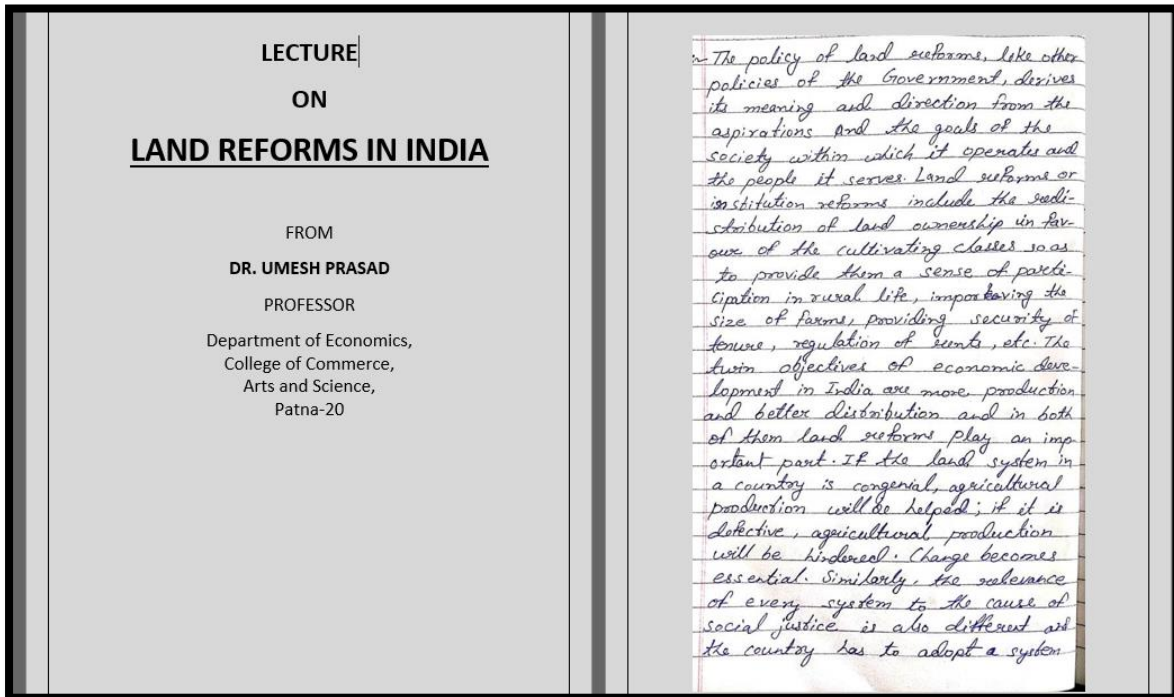 LECTURE
ON
LAND REFORMS IN INDIA
FROM
DR. UMESH PRASAD
PROFESSOR
Department of Economics,
College of Commerce,
Arts and Science,
Patna-20
The policy of land reforms, like other
policies of the Government, derives
its meaning and direction from the
aspirations and the goals of the
society within which it operates and
the people it serves. Land reforms or
institution reforms include the redi-
stribution of land ownership in fav-
our of the cultivating classes so as
to provide them a sense of parti-
cipation in rural life, improving the
size of farms, providing security of
tenure, regulation of rents, etc. The
twin objectives of economic deve-
lopment in India are more production
and better distribution and in both
of them land reforms play an imp
ortant part. If the land system in
a country is congenial, agricultural
production will be helped; if it is
defective, agricultural production
will be hindered. Change becomes
essential. Similarly, the relevance
of every system to the cause of
social justice is also different and
the country has to adopt a system